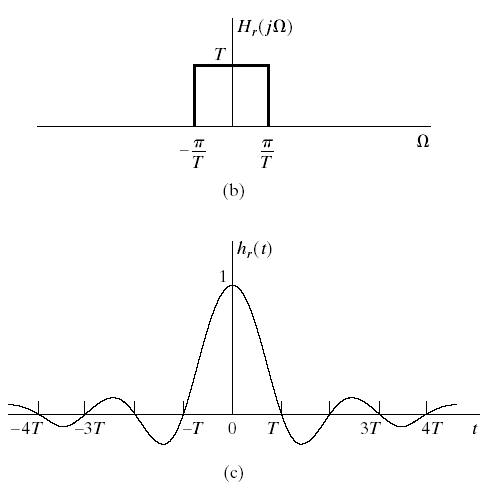 H_r(jΩ)
T
−π/T π/T Ω
(b)
h_r(t)
1
−4T −3T −T 0 T 3T 4T t
(c)